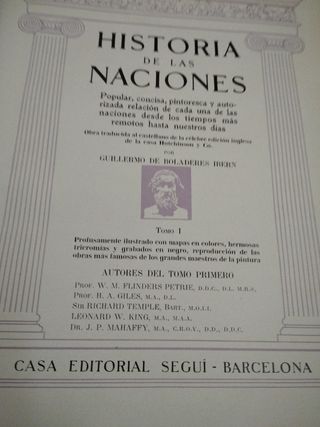 HISTORIA
DE LAS
NACIONES
Popular, concisa, pintoresca y auto-
rizada relación de cada una de las
naciones desde los tiempos más
remotos hasta nuestros días
Obra traducida al castellano de la célebre edición inglesa
de la casa Hutchinson y Co.
POR
GUILLERMO DE BOLADERES IBERN
TOMO I
Profusamente ilustrado con mapas en colores, hermosas
tricromías y grabados en negro, reproducción de las
obras más famosas de los grandes maestros de la pintura
AUTORES DEL TOMO PRIMERO
PROF. W. M. FLINDERS PETRIE, D.D.C., D.L.
PROF. H. A. GILES, M.A., D.L.
SIR RICHARD TEMPLE, BART., M.O.I.I.
LEONARD W. KING, M.A., M.A.A.
DR. J. P. MAHAFFY, M.A., C.R.O.V., D.D., D.D.C.
CASA EDITORIAL SEGUÍ - BARCELONA